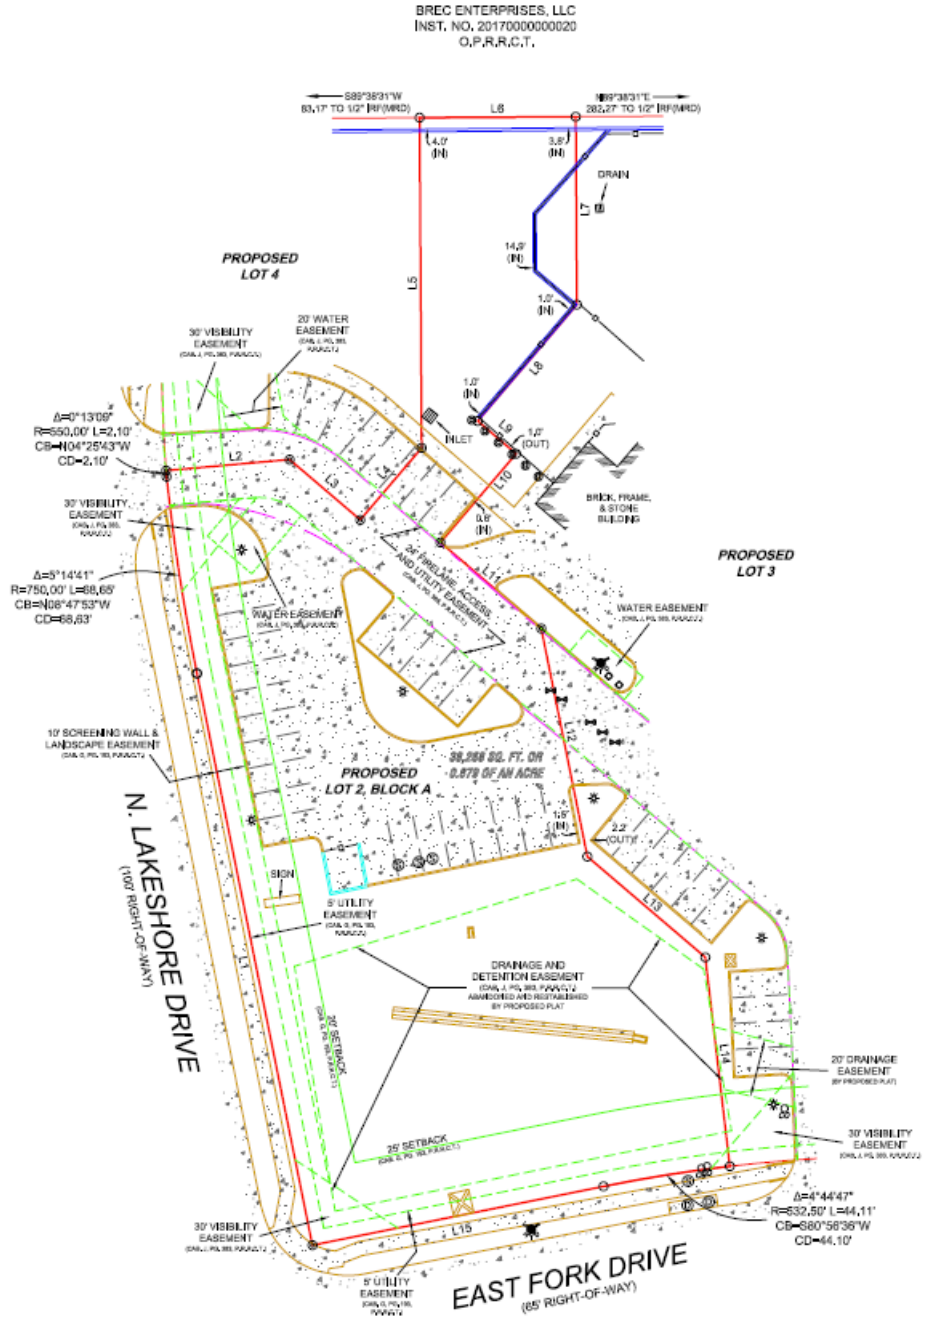 BREC ENTERPRISES, LLC
INST. NO. 20170000000020
O.P.R.R.C.T.
S89°38'31"W
83.17' TO 1/2" IRF(MRD)
L6
N89°38'31"E
282.27' TO 1/2" IRF(MRD)
4.0'
(IN)
3.8'
(IN)
DRAIN
L7
PROPOSED
LOT 4
14.9'
(IN)
L5
1.0'
(IN)
30' VISIBILITY
EASEMENT
20' WATER
EASEMENT
L8
1.0'
(IN)
L9
1.0'
(OUT)
INLET
Δ=0°13'09"
R=550.00' L=2.10'
CB=N04°25'43"W
CD=2.10'
L2
L3
L4
L10
0.6'
(IN)
BRICK, FRAME,
& STONE
BUILDING
30' VISIBILITY
EASEMENT
PROPOSED
LOT 3
24' FIRELANE, ACCESS,
AND UTILITY EASEMENT
L11
Δ=5°14'41"
R=750.00' L=68.65'
CB=N08°47'53"W
CD=68.63'
WATER EASEMENT
WATER EASEMENT
10' SCREENING WALL &
LANDSCAPE EASEMENT
L12
PROPOSED
LOT 2, BLOCK A
SQ. FT. OR
OF AN ACRE
(IN)
2.2'
(OUT)
N. LAKESHORE DRIVE
(100' RIGHT-OF-WAY)
SIGN
5' UTILITY
EASEMENT
L13
L1
DRAINAGE AND
DETENTION EASEMENT
ABANDONED AND REESTABLISHED
BY PROPOSED PLAT
20' SETBACK
L14
20' DRAINAGE
EASEMENT
(BY PROPOSED PLAT)
25' SETBACK
30' VISIBILITY
EASEMENT
Δ=4°44'47"
R=532.50' L=44.11'
CB=S80°56'36"W
CD=44.10'
30' VISIBILITY
EASEMENT
L15
5' UTILITY
EASEMENT
EAST FORK DRIVE
(65' RIGHT-OF-WAY)